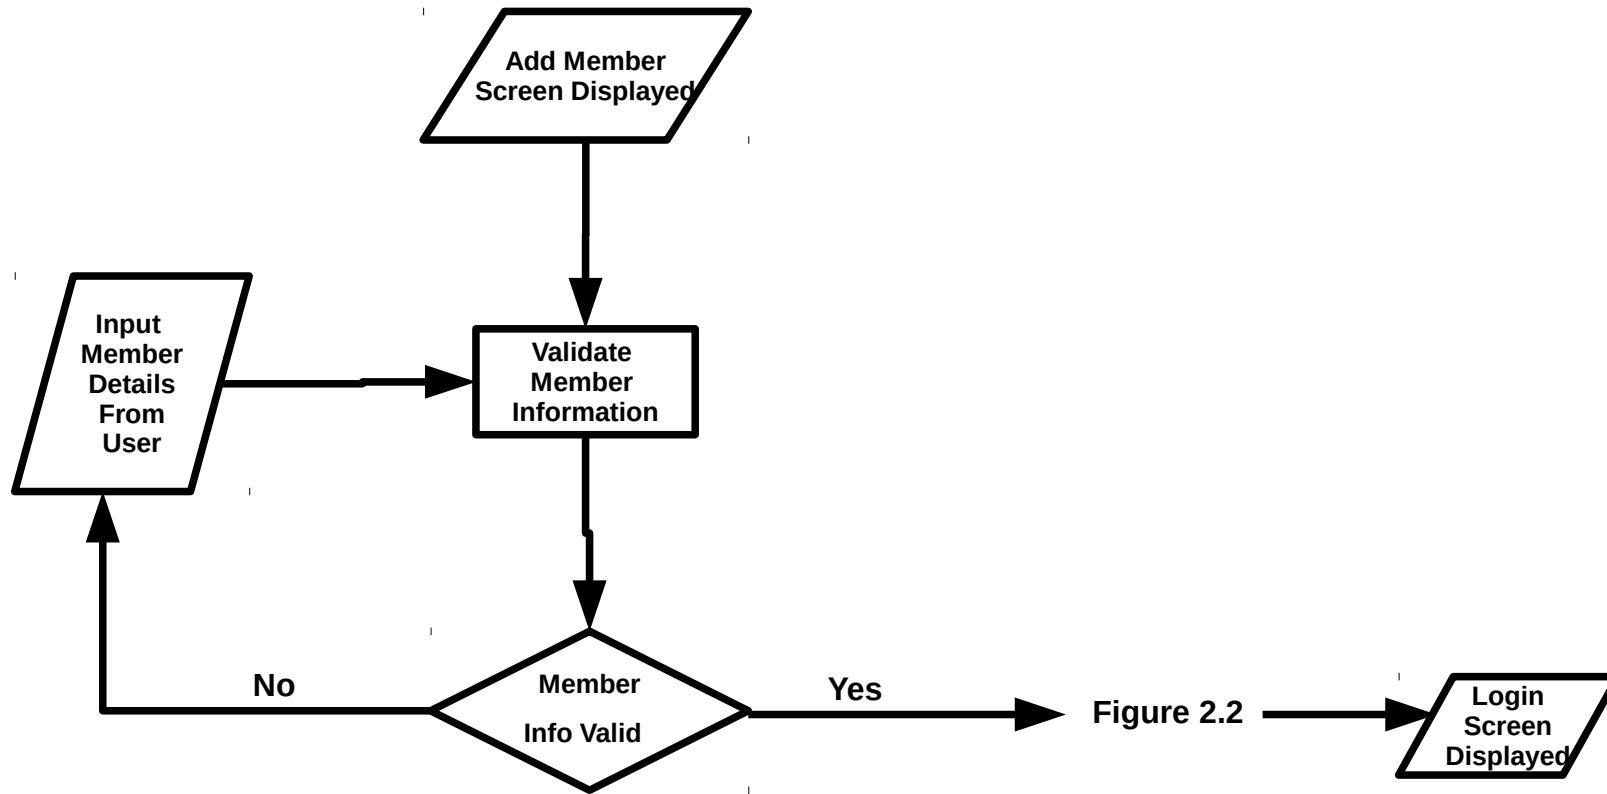 Add Member
Screen Displayed
Input
Member
Details
From
User
Validate
Member
Information
No
Member
Info Valid
Yes
Figure 2.2
Login
Screen
Displayed